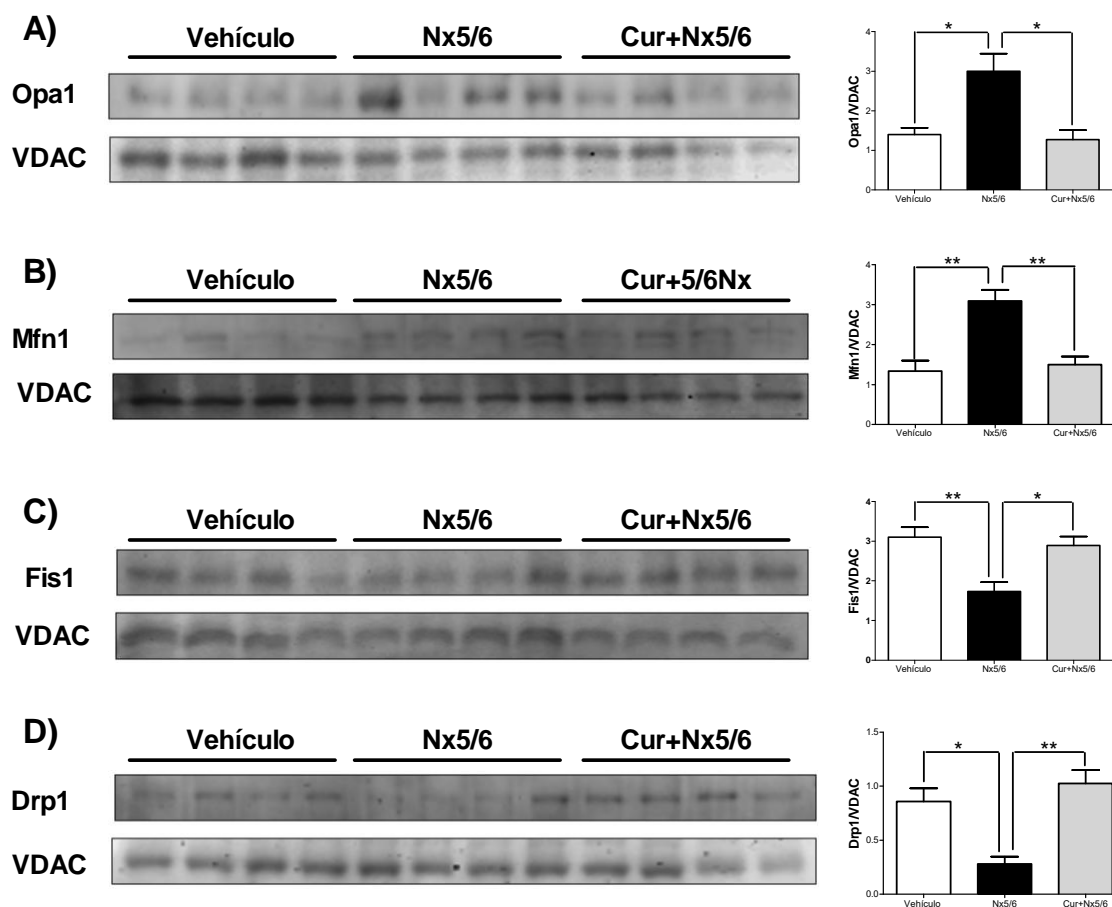 A)
Vehículo Nx5/6 Cur+Nx5/6
Opa1
VDAC
* *
Opa1/VDAC
4
3
2
1
0
Vehículo Nx5/6 Cur+Nx5/6
B)
Vehículo Nx5/6 Cur+5/6Nx
Mfn1
VDAC
** **
Mfn1/VDAC
4
3
2
1
0
Vehículo Nx5/6 Cur+Nx5/6
C)
Vehículo Nx5/6 Cur+Nx5/6
Fis1
VDAC
** *
Fis1/VDAC
4
3
2
1
0
Vehículo Nx5/6 Cur+Nx5/6
D)
Vehículo Nx5/6 Cur+Nx5/6
Drp1
VDAC
* **
Drp1/VDAC
1.5
1.0
0.5
0.0
Vehículo Nx5/6 Cur+Nx5/6